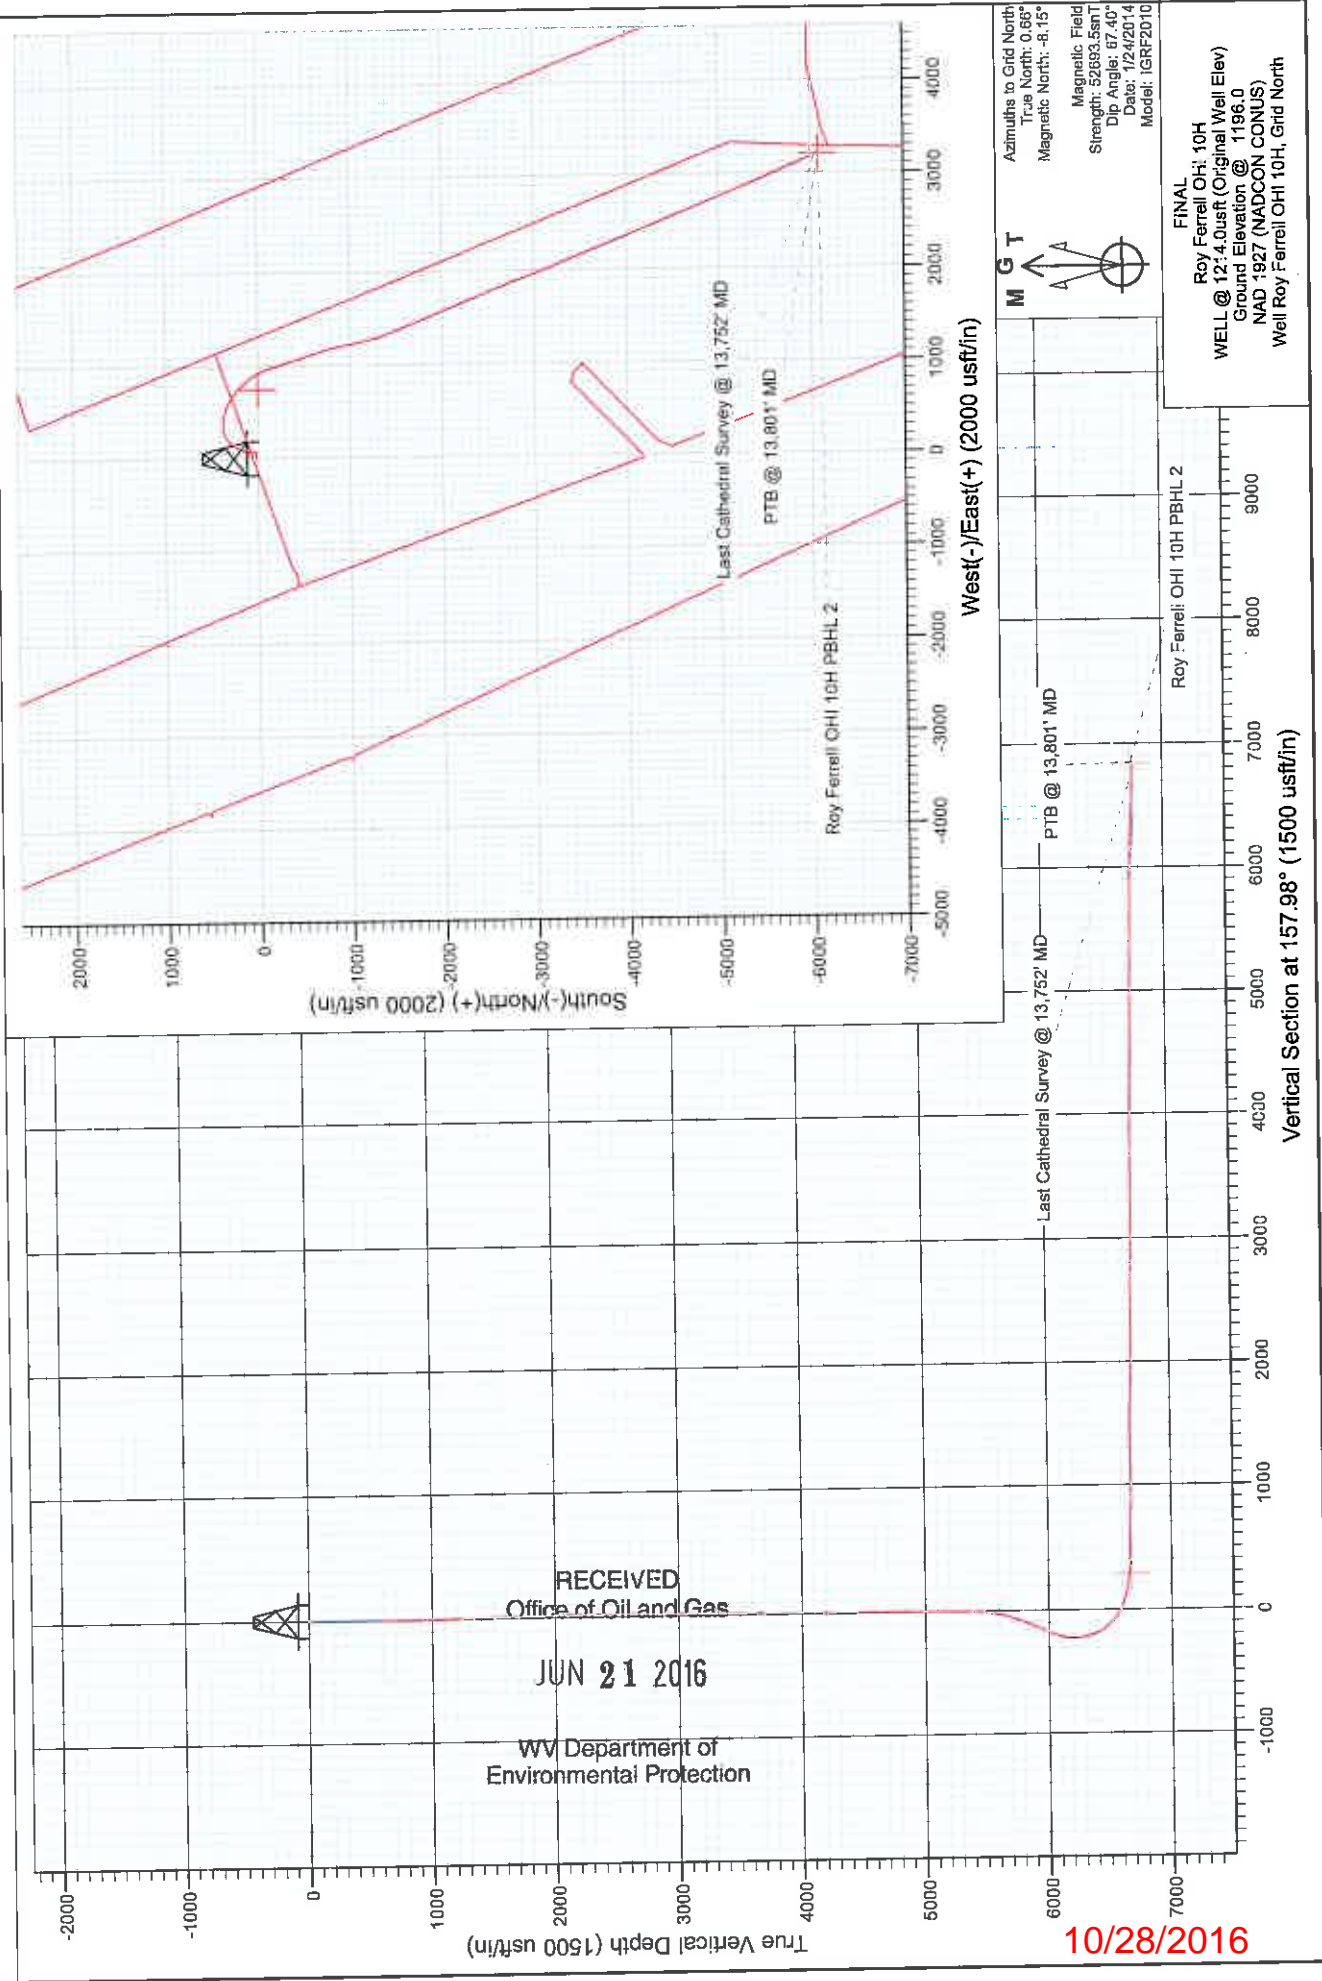 Azimuths to Grid North
True North: 0.66°
Magnetic North: -8.15°
Magnetic Field
Strength: 52693.5snT
Dip Angle: 67.40°
Date: 1/24/2014
Model: IGRF2010
M G T
FINAL
Roy Ferrell OHI 10H
WELL @ 1214.0usft (Original Well Elev)
Ground Elevation @ 1196.0
NAD 1927 (NADCON CONUS)
Well Roy Ferrell OHI 10H, Grid North
South(-)/North(+) (2000 usft/in)
2000
1000
0
-1000
-2000
-3000
-4000
-5000
-6000
-7000
-5000
-4000
-3000
-2000
-1000
0
1000
2000
3000
4000
West(-)/East(+) (2000 usft/in)
Last Cathedral Survey @ 13,752' MD
PTB @ 13,801' MD
Roy Ferrell OHI 10H PBHL 2
True Vertical Depth (1500 usft/in)
-2000
-1000
0
1000
2000
3000
4000
5000
6000
7000
-1000
0
1000
2000
3000
4000
5000
6000
7000
8000
9000
Vertical Section at 157.98° (1500 usft/in)
Last Cathedral Survey @ 13,752' MD
PTB @ 13,801' MD
Roy Ferrell OHI 10H PBHL 2
RECEIVED
Office of Oil and Gas
JUN 21 2016
WV Department of
Environmental Protection
10/28/2016